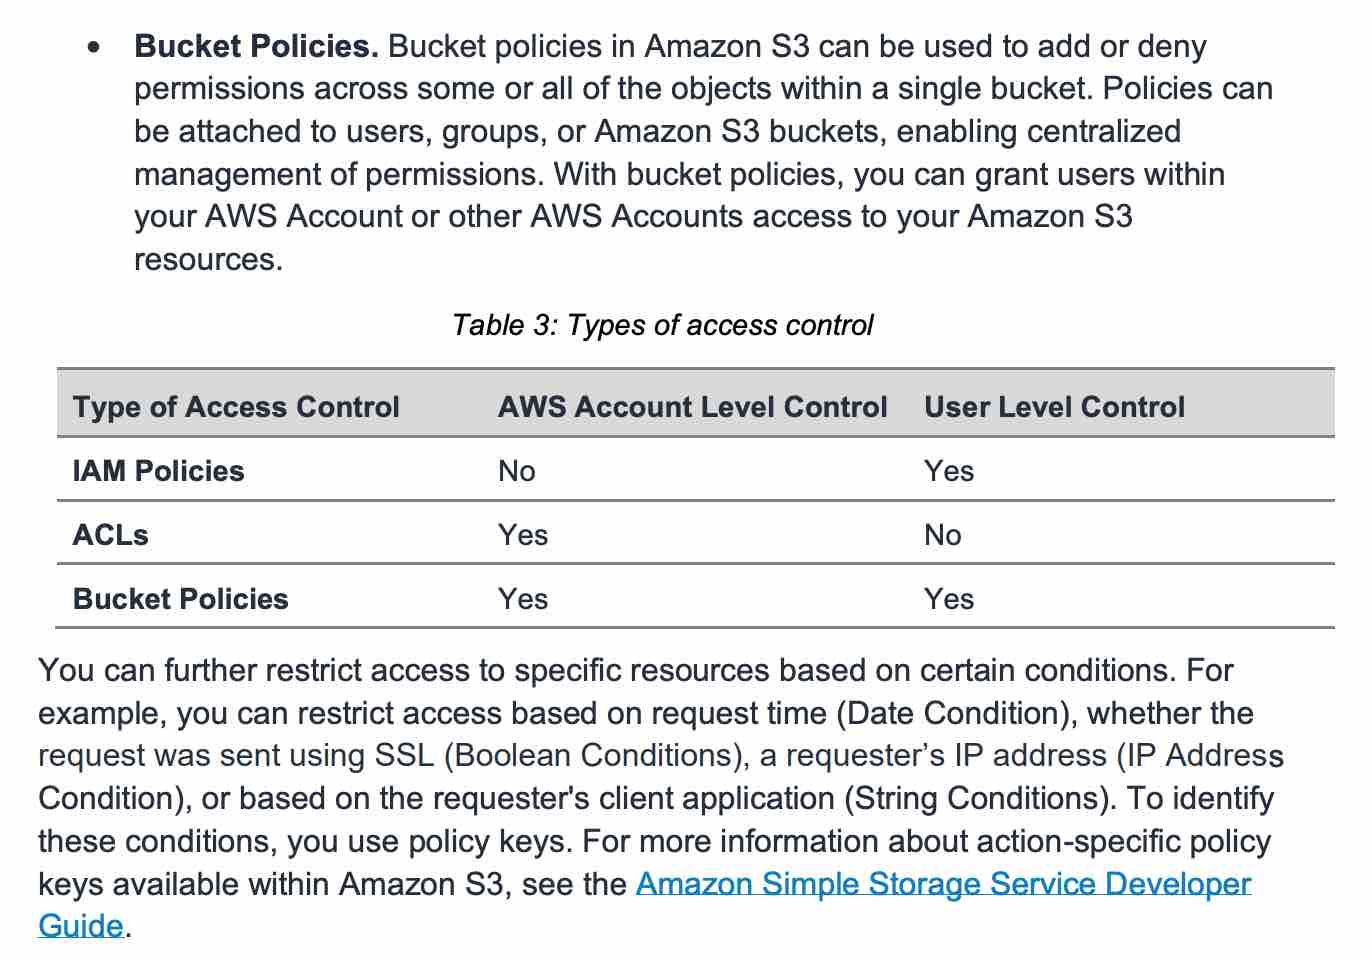 • Bucket Policies. Bucket policies in Amazon S3 can be used to add or deny
permissions across some or all of the objects within a single bucket. Policies can
be attached to users, groups, or Amazon S3 buckets, enabling centralized
management of permissions. With bucket policies, you can grant users within
your AWS Account or other AWS Accounts access to your Amazon S3
resources.
Table 3: Types of access control
Type of Access Control AWS Account Level Control User Level Control
IAM Policies No Yes
ACLs Yes No
Bucket Policies Yes Yes
You can further restrict access to specific resources based on certain conditions. For
example, you can restrict access based on request time (Date Condition), whether the
request was sent using SSL (Boolean Conditions), a requester’s IP address (IP Address
Condition), or based on the requester's client application (String Conditions). To identify
these conditions, you use policy keys. For more information about action-specific policy
keys available within Amazon S3, see the Amazon Simple Storage Service Developer
Guide.